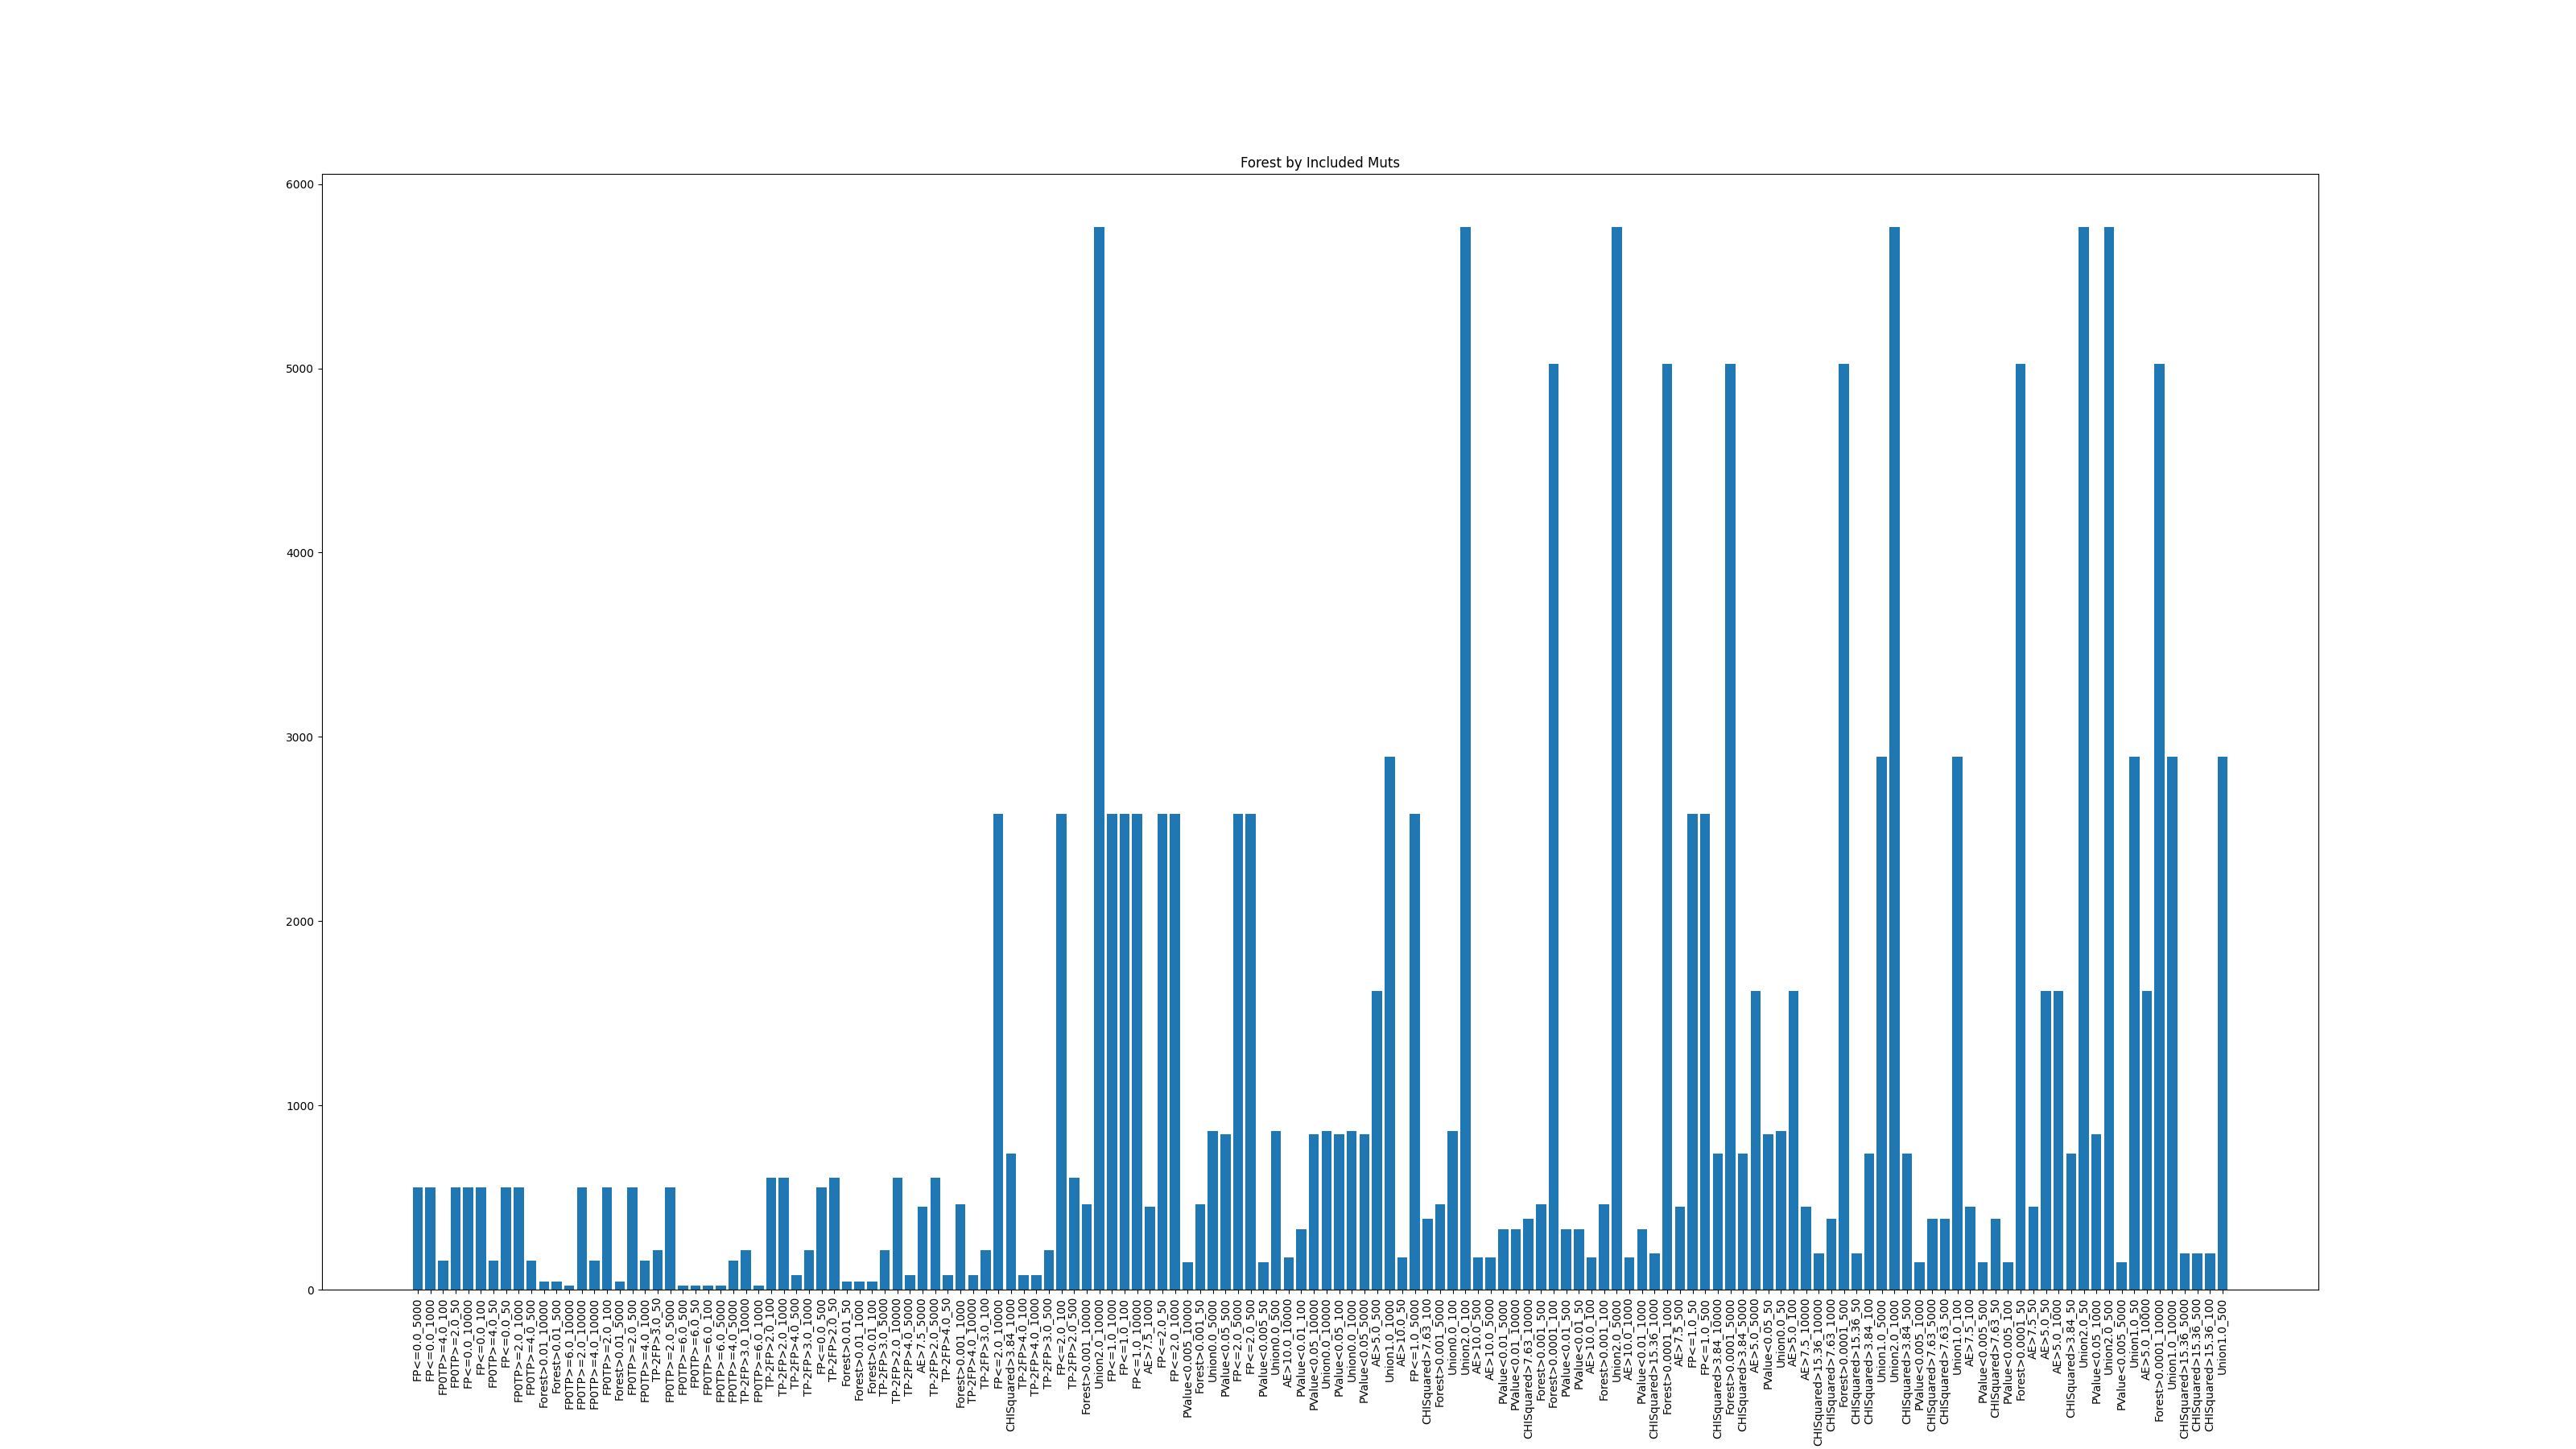 Forest by Included Muts
6000
5000
4000
3000
2000
1000
0
FP<=0.0_5000
FP<=0.0_1000
FP0TP>=4.0_100
FP0TP>=2.0_50
FP<=0.0_10000
FP<=0.0_100
FP0TP>=4.0_50
FP<=0.0_50
FP0TP>=2.0_1000
FP0TP>=4.0_500
Forest>0.01_10000
Forest>0.01_500
FP0TP>=6.0_10000
FP0TP>=2.0_10000
FP0TP>=4.0_10000
FP0TP>=2.0_100
Forest>0.01_5000
FP0TP>=2.0_500
FP0TP>=4.0_1000
TP-2FP>3.0_50
FP0TP>=2.0_5000
FP0TP>=6.0_500
FP0TP>=6.0_50
FP0TP>=6.0_100
FP0TP>=6.0_5000
FP0TP>=4.0_5000
TP-2FP>3.0_10000
FP0TP>=6.0_1000
TP-2FP>2.0_100
TP-2FP>2.0_1000
TP-2FP>4.0_500
TP-2FP>3.0_1000
FP<=0.0_500
TP-2FP>2.0_50
Forest>0.01_50
Forest>0.01_1000
Forest>0.01_100
TP-2FP>3.0_5000
TP-2FP>2.0_10000
TP-2FP>4.0_5000
AE>7.5_5000
TP-2FP>2.0_5000
TP-2FP>4.0_50
Forest>0.001_1000
TP-2FP>4.0_10000
TP-2FP>3.0_100
FP<=2.0_10000
CHISquared>3.84_1000
TP-2FP>4.0_100
TP-2FP>4.0_1000
TP-2FP>3.0_500
FP<=2.0_100
TP-2FP>2.0_500
Forest>0.001_10000
Union2.0_10000
FP<=1.0_1000
FP<=1.0_100
FP<=1.0_10000
AE>7.5_1000
FP<=2.0_50
FP<=2.0_1000
PValue<0.005_10000
Forest>0.001_50
Union0.0_5000
PValue<0.05_500
FP<=2.0_5000
FP<=2.0_500
PValue<0.005_50
Union0.0_500
AE>10.0_10000
PValue<0.01_100
PValue<0.05_10000
Union0.0_10000
PValue<0.05_100
Union0.0_1000
PValue<0.05_5000
AE>5.0_500
Union1.0_1000
AE>10.0_50
FP<=1.0_5000
CHISquared>7.63_100
Forest>0.001_5000
Union0.0_100
Union2.0_100
AE>10.0_500
AE>10.0_5000
PValue<0.01_5000
PValue<0.01_10000
CHISquared>7.63_10000
Forest>0.001_500
Forest>0.0001_100
PValue<0.01_500
PValue<0.01_50
AE>10.0_100
Forest>0.001_100
Union2.0_5000
AE>10.0_1000
PValue<0.01_1000
CHISquared>15.36_1000
Forest>0.0001_1000
AE>7.5_500
FP<=1.0_50
FP<=1.0_500
CHISquared>3.84_10000
Forest>0.0001_5000
CHISquared>3.84_5000
AE>5.0_5000
PValue<0.05_50
Union0.0_50
AE>5.0_100
AE>7.5_10000
CHISquared>15.36_10000
CHISquared>7.63_1000
Forest>0.0001_500
CHISquared>15.36_50
CHISquared>3.84_100
Union1.0_5000
Union2.0_1000
CHISquared>3.84_500
PValue<0.005_1000
CHISquared>7.63_5000
CHISquared>7.63_500
Union1.0_100
AE>7.5_100
PValue<0.005_500
CHISquared>7.63_50
PValue<0.005_100
Forest>0.0001_50
AE>7.5_50
AE>5.0_50
AE>5.0_1000
CHISquared>3.84_50
Union2.0_50
PValue<0.05_1000
Union2.0_500
PValue<0.005_5000
Union1.0_50
AE>5.0_10000
Forest>0.0001_10000
Union1.0_10000
CHISquared>15.36_5000
CHISquared>15.36_500
CHISquared>15.36_100
Union1.0_500